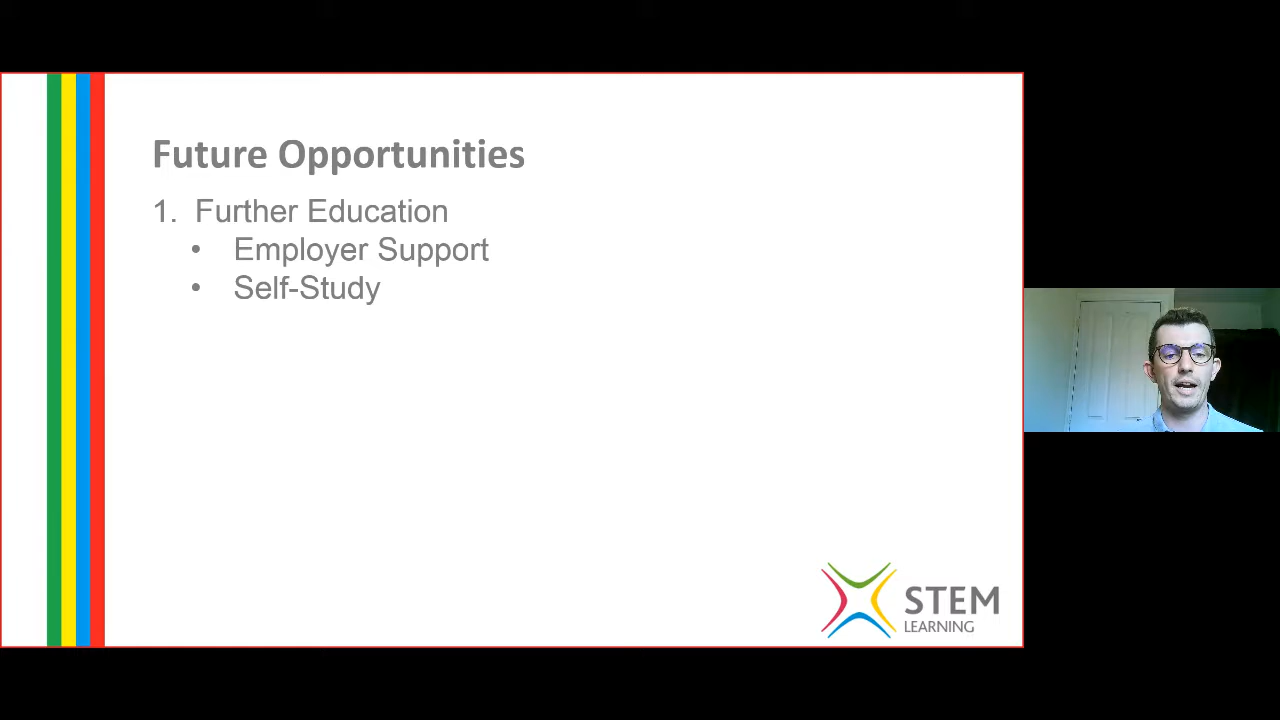 Future Opportunities
1. Further Education
• Employer Support
• Self-Study
STEM
LEARNING